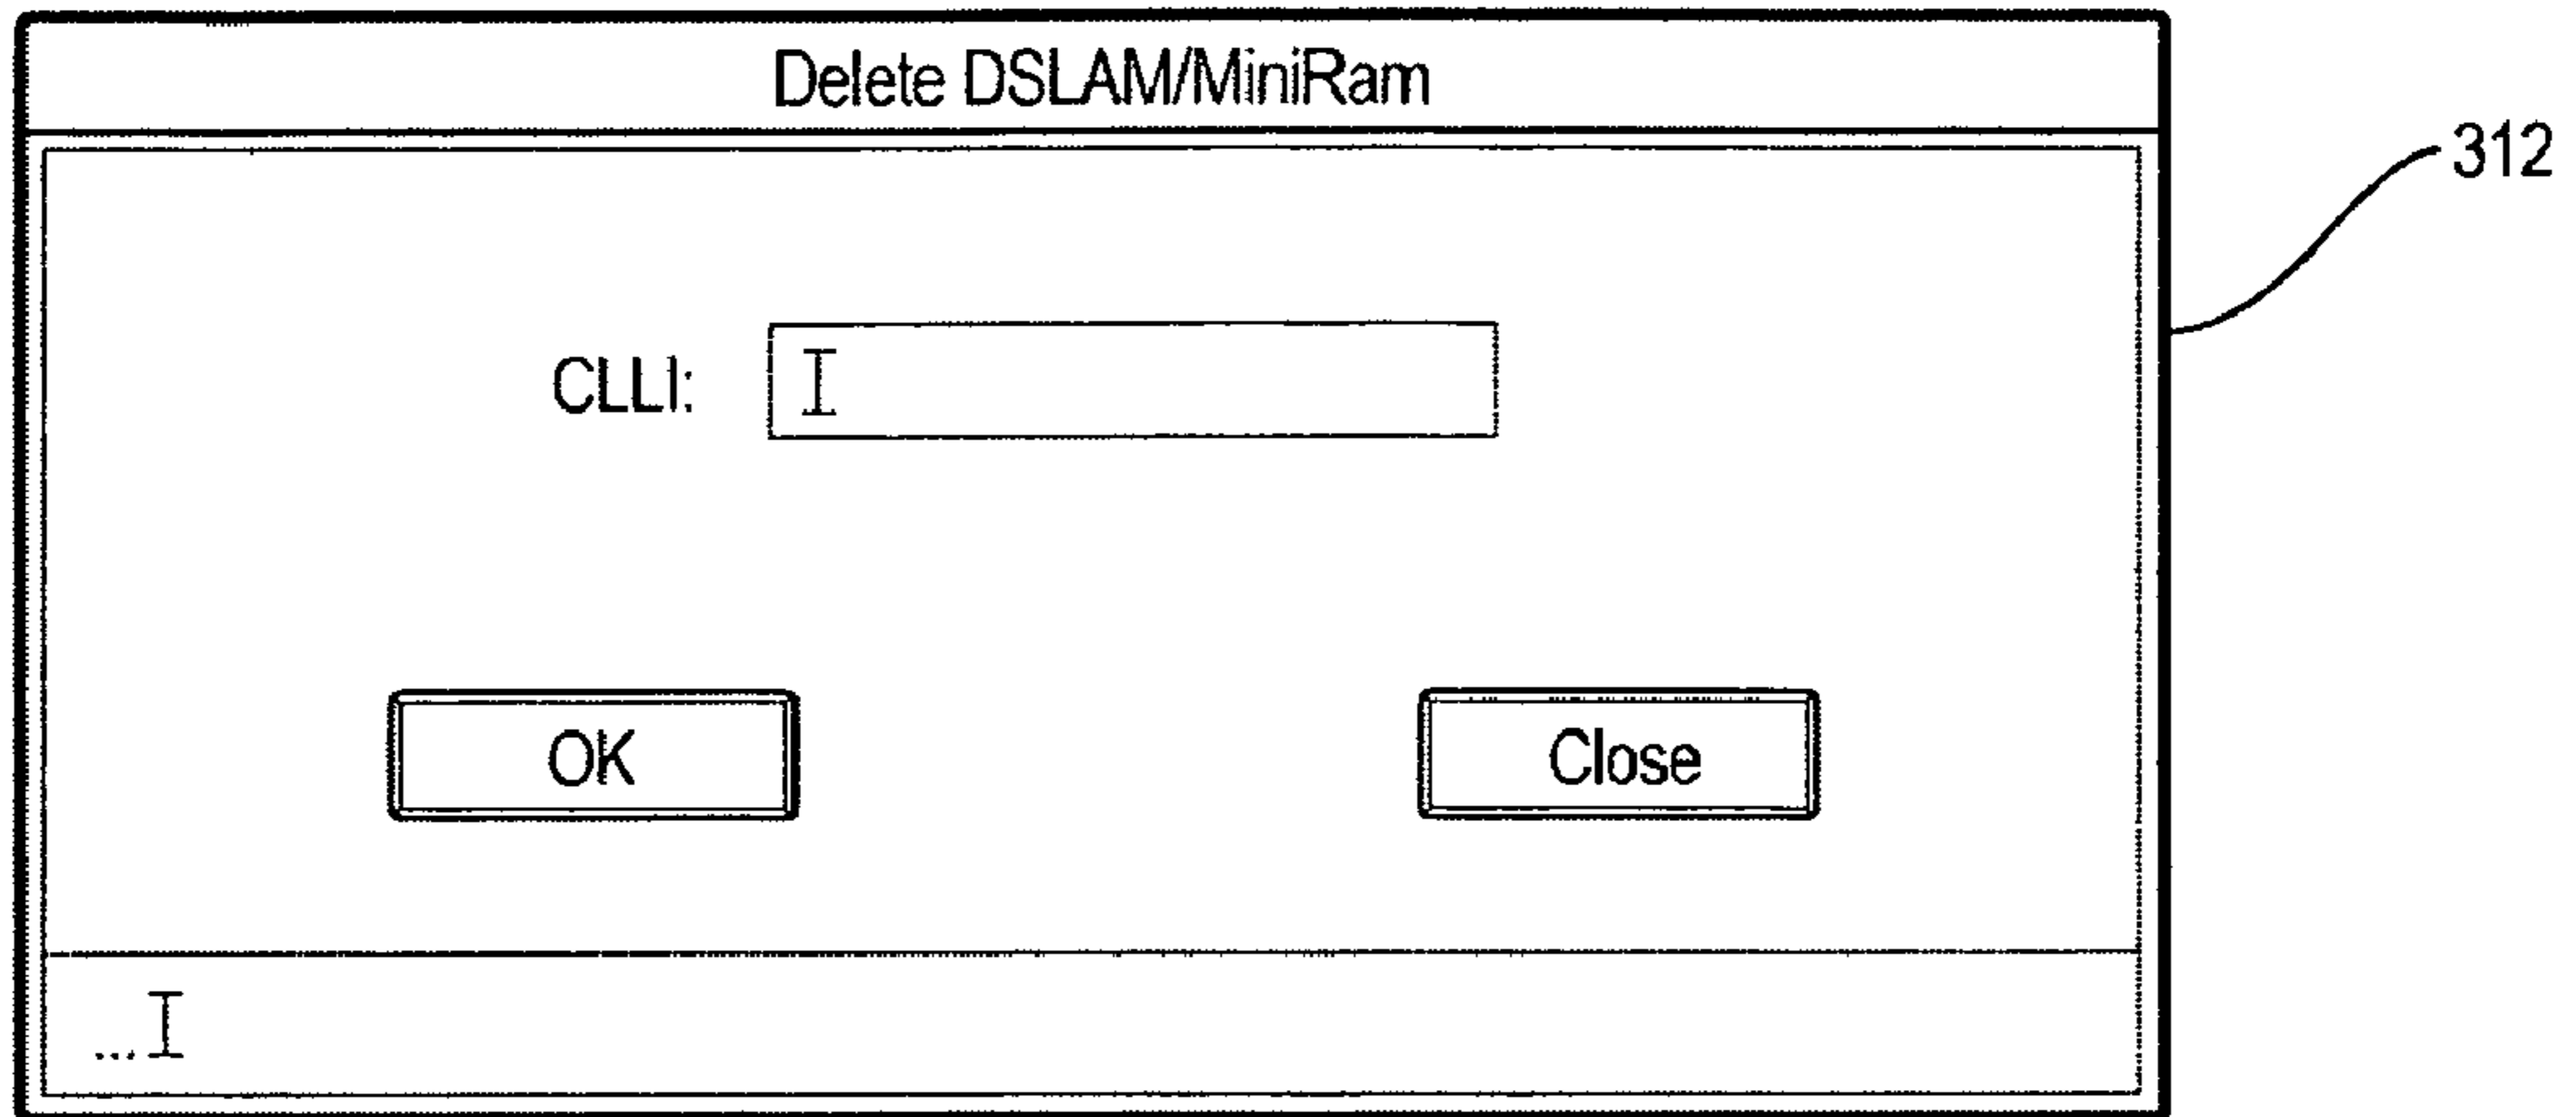 Delete DSLAM/MiniRam
312
CLLI:
OK
Close
...